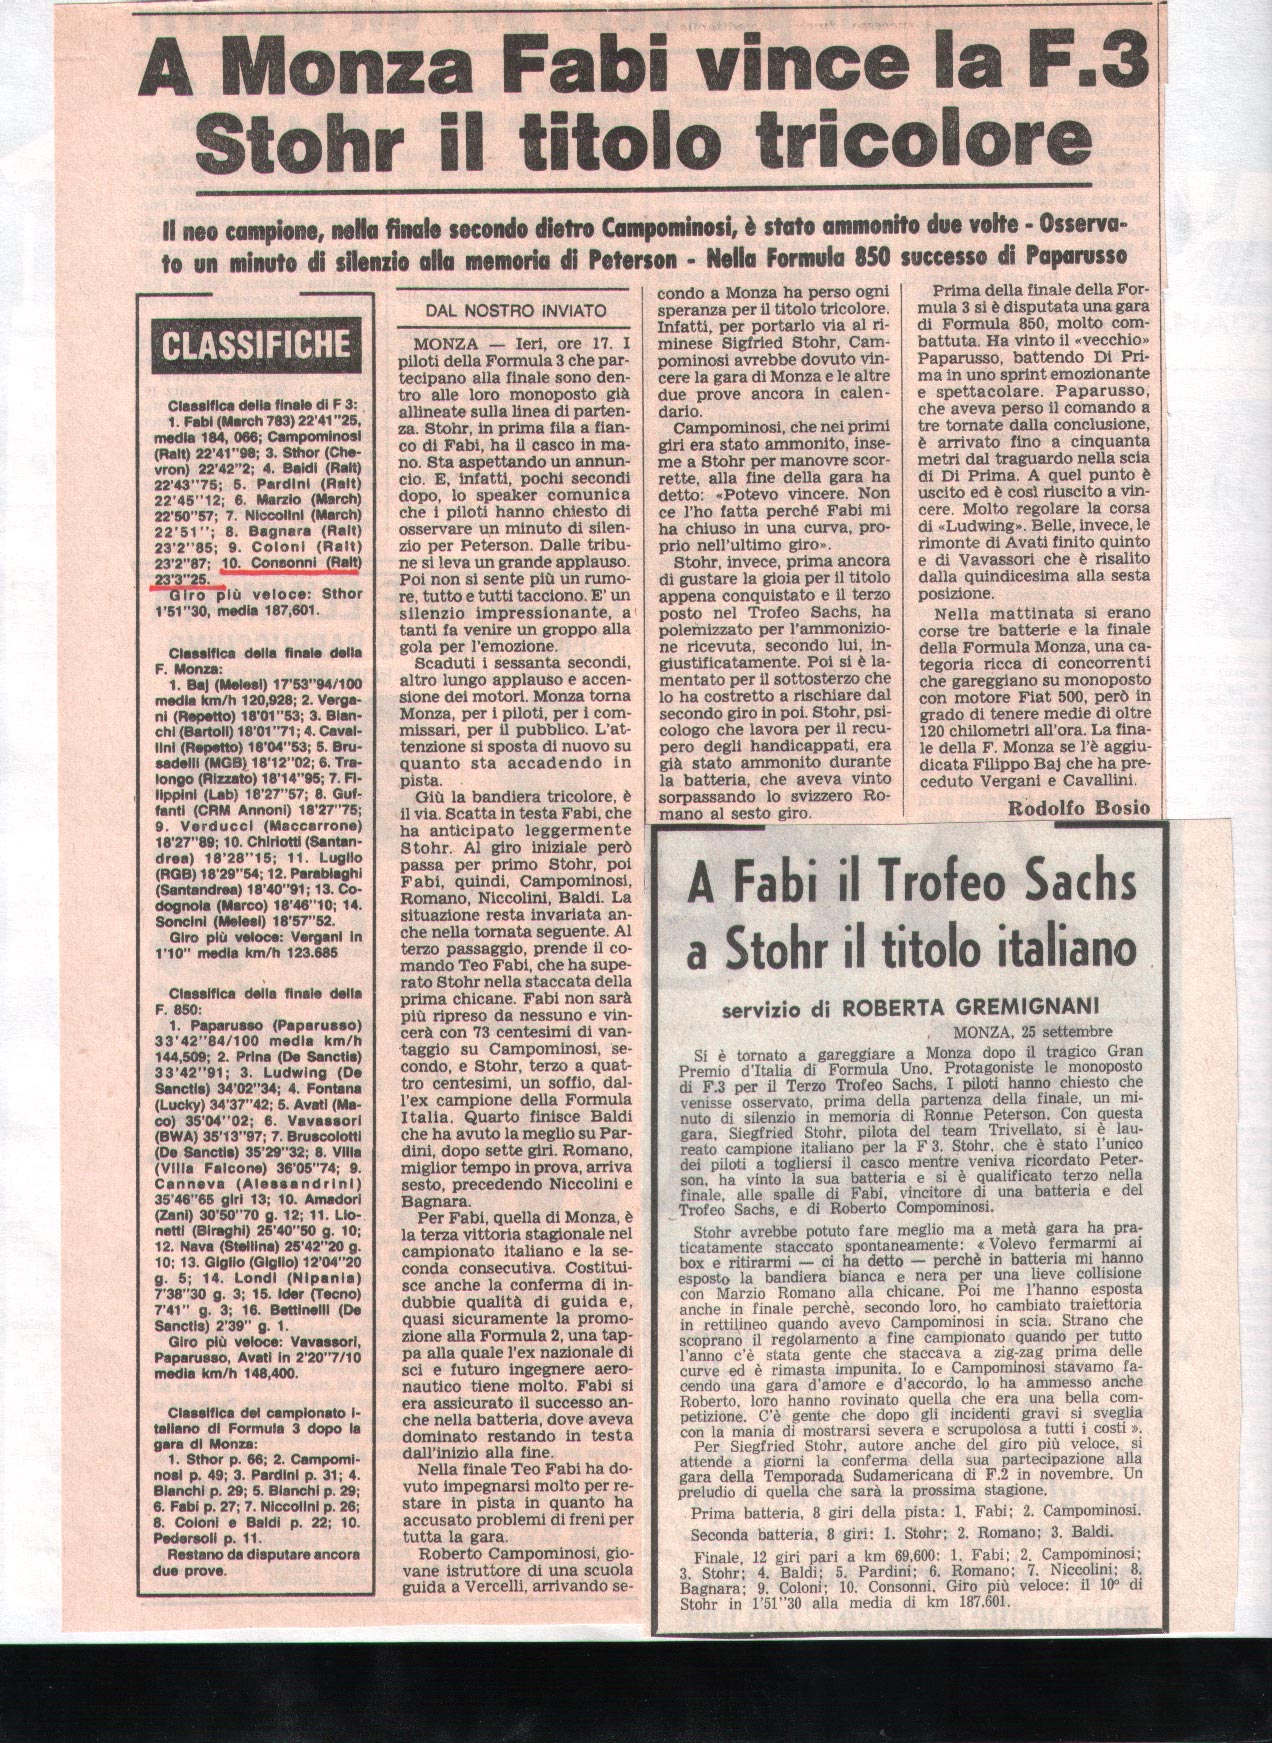 A Monza Fabi vince la F.3
Stohr il titolo tricolore
Il neo campione, nella finale secondo dietro Campominosi, è stato ammonito due volte - Osserva-
to un minuto di silenzio alla memoria di Peterson - Nella Formula 850 successo di Paparusso
CLASSIFICHE
Classifica della finale di F 3:
1. Fabi (March 783) 22'41"25,
media 184, 066; Campominosi
(Ralt) 22'41"98; 3. Sthor (Che-
vron) 22'42"2; 4. Baldi (Ralt)
22'43"75; 5. Pardini (Ralt)
22'45"12; 6. Marzio (March)
22'50"57; 7. Niccolini (March)
22'51"; 8. Bagnara (Ralt)
23'2"85; 9. Coloni (Ralt)
23'2"87; 10. Consonni (Ralt)
23'3"25.
Giro più veloce: Sthor
1'51"30, media 187,601.
Classifica della finale della
F. Monza:
1. Baj (Melesi) 17'53"94/100
media km/h 120,928; 2. Verga-
ni (Repetto) 18'01"53; 3. Bian-
chi (Bartoli) 18'01"71; 4. Caval-
lini (Repetto) 18'04"53; 5. Bru-
sadelli (MGB) 18'12"02; 6. Tra-
longo (Rizzato) 18'14"95; 7. Fi-
lippini (Lab) 18'27"57; 8. Guf-
fanti (CRM Annoni) 18'27"75;
9. Verducci (Maccarrone)
18'27"89; 10. Chiriotti (Santan-
drea) 18'28"15; 11. Luglio
(RGB) 18'29"54; 12. Parabiaghi
(Santandrea) 18'40"91; 13. Co-
dognola (Marco) 18'46"10; 14.
Soncini (Melesi) 18'57"52.
Giro più veloce: Vergani in
1'10" media km/h 123.685
Classifica della finale della
F. 850:
1. Paparusso (Paparusso)
33'42"84/100 media km/h
144,509; 2. Prina (De Sanctis)
33'42"91; 3. Ludwing (De
Sanctis) 34'02"34; 4. Fontana
(Lucky) 34'37"42; 5. Avati (Ma-
co) 35'04"02; 6. Vavassori
(BWA) 35'13"97; 7. Bruscolotti
(De Sanctis) 35'29"32; 8. Villa
(Villa Falcone) 36'05"74; 9.
Canneva (Alessandrini)
35'46"65 giri 13; 10. Amadori
(Zani) 30'50"70 g. 12; 11. Lio-
netti (Biraghi) 25'40"50 g. 10;
12. Nava (Stellina) 25'42"20 g.
10; 13. Giglio (Giglio) 12'04"20
g. 5; 14. Londi (Nipania)
7'38"30 g. 3; 15. Ider (Tecno)
7'41" g. 3; 16. Bettinelli (De
Sanctis) 2'39" g. 1.
Giro più veloce: Vavassori,
Paparusso, Avati in 2'20"7/10
media km/h 148,400.
Classifica del campionato i-
taliano di Formula 3 dopo la
gara di Monza:
1. Sthor p. 66; 2. Campomi-
nosi p. 49; 3. Pardini p. 31; 4.
Bianchi p. 29; 5. Bianchi p. 29;
6. Fabi p. 27; 7. Niccolini p. 26;
8. Coloni e Baldi p. 22; 10.
Pedersoli p. 11.
Restano da disputare ancora
due prove.
DAL NOSTRO INVIATO
MONZA — Ieri, ore 17. I
piloti della Formula 3 che par-
tecipano alla finale sono den-
tro alle loro monoposto già
allineate sulla linea di parten-
za. Stohr, in prima fila a fian-
co di Fabi, ha il casco in ma-
no. Sta aspettando un annun-
cio. E, infatti, pochi secondi
dopo, lo speaker comunica
che i piloti hanno chiesto di
osservare un minuto di silen-
zio per Peterson. Dalle tribu-
ne si leva un grande applauso.
Poi non si sente più un rumo-
re, tutto e tutti tacciono. E' un
silenzio impressionante, a
tanti fa venire un groppo alla
gola per l'emozione.
Scaduti i sessanta secondi,
altro lungo applauso e accen-
sione dei motori. Monza torna
Monza, per i piloti, per i com-
missari, per il pubblico. L'at-
tenzione si sposta di nuovo su
quanto sta accadendo in
pista.
Giù la bandiera tricolore, è
il via. Scatta in testa Fabi, che
ha anticipato leggermente
Stohr. Al giro iniziale però
passa per primo Stohr, poi
Fabi, quindi, Campominosi,
Romano, Niccolini, Baldi. La
situazione resta invariata an-
che nella tornata seguente. Al
terzo passaggio, prende il co-
mando Teo Fabi, che ha supe-
rato Stohr nella staccata della
prima chicane. Fabi non sarà
più ripreso da nessuno e vin-
cerà con 73 centesimi di van-
taggio su Campominosi, se-
condo, e Stohr, terzo a quat-
tro centesimi, un soffio, dal-
l'ex campione della Formula
Italia. Quarto finisce Baldi
che ha avuto la meglio su Par-
dini, dopo sette giri. Romano,
miglior tempo in prova, arriva
sesto, precedendo Niccolini e
Bagnara.
Per Fabi, quella di Monza, è
la terza vittoria stagionale nel
campionato italiano e la se-
conda consecutiva. Costitui-
sce anche la conferma di in-
dubbie qualità di guida e,
quasi sicuramente la promo-
zione alla Formula 2, una tap-
pa alla quale l'ex nazionale di
sci e futuro ingegnere aero-
nautico tiene molto. Fabi si
era assicurato il successo an-
che nella batteria, dove aveva
dominato restando in testa
dall'inizio alla fine.
Nella finale Teo Fabi ha do-
vuto impegnarsi molto per re-
stare in pista in quanto ha
accusato problemi di freni per
tutta la gara.
Roberto Campominosi, gio-
vane istruttore di una scuola
guida a Vercelli, arrivando se-
condo a Monza ha perso ogni
speranza per il titolo tricolore.
Infatti, per portarlo via al ri-
minese Sigfried Stohr, Cam-
pominosi avrebbe dovuto vin-
cere la gara di Monza e le altre
due prove ancora in calen-
dario.
Campominosi, che nei primi
giri era stato ammonito, inse-
me a Stohr per manovre scor-
rette, alla fine della gara ha
detto: «Potevo vincere. Non
ce l'ho fatta perché Fabi mi
ha chiuso in una curva, pro-
prio nell'ultimo giro».
Stohr, invece, prima ancora
di gustare la gioia per il titolo
appena conquistato e il terzo
posto nel Trofeo Sachs, ha
polemizzato per l'ammonizio-
ne ricevuta, secondo lui, in-
giustificatamente. Poi si è la-
mentato per il sottosterzo che
lo ha costretto a rischiare dal
secondo giro in poi. Stohr, psi-
cologo che lavora per il recu-
pero degli handicappati, era
già stato ammonito durante
la batteria, che aveva vinto
sorpassando lo svizzero Ro-
mano al sesto giro.
Prima della finale della For-
mula 3 si è disputata una gara
di Formula 850, molto com-
battuta. Ha vinto il «vecchio»
Paparusso, battendo Di Pri-
ma in uno sprint emozionante
e spettacolare. Paparusso,
che aveva perso il comando a
tre tornate dalla conclusione,
è arrivato fino a cinquanta
metri dal traguardo nella scia
di Di Prima. A quel punto è
uscito ed è così riuscito a vin-
cere. Molto regolare la corsa
di «Ludwing». Belle, invece, le
rimonte di Avati finito quinto
e di Vavassori che è risalito
dalla quindicesima alla sesta
posizione.
Nella mattinata si erano
corse tre batterie e la finale
della Formula Monza, una ca-
tegoria ricca di concorrenti
che gareggiano su monoposto
con motore Fiat 500, però in
grado di tenere medie di oltre
120 chilometri all'ora. La fina-
le della F. Monza se l'è aggiu-
dicata Filippo Baj che ha pre-
ceduto Vergani e Cavallini.
Rodolfo Bosio
A Fabi il Trofeo Sachs
a Stohr il titolo italiano
servizio di ROBERTA GREMIGNANI
MONZA, 25 settembre
Si è tornato a gareggiare a Monza dopo il tragico Gran
Premio d'Italia di Formula Uno. Protagoniste le monoposto
di F.3 per il Terzo Trofeo Sachs. I piloti hanno chiesto che
venisse osservato, prima della partenza della finale, un mi-
nuto di silenzio in memoria di Ronnie Peterson. Con questa
gara, Siegfried Stohr, pilota del team Trivellato, si è lau-
reato campione italiano per la F 3. Stohr, che è stato l'unico
dei piloti a togliersi il casco mentre veniva ricordato Peter-
son, ha vinto la sua batteria e si è qualificato terzo nella
finale, alle spalle di Fabi, vincitore di una batteria e del
Trofeo Sachs, e di Roberto Compominosi.
Stohr avrebbe potuto fare meglio ma a metà gara ha pra-
ticatamente staccato spontaneamente: «Volevo fermarmi ai
box e ritirarmi — ci ha detto — perchè in batteria mi hanno
esposto la bandiera bianca e nera per una lieve collisione
con Marzio Romano alla chicane. Poi me l'hanno esposta
anche in finale perchè, secondo loro, ho cambiato traiettoria
in rettilineo quando avevo Campominosi in scia. Strano che
scoprano il regolamento a fine campionato quando per tutto
l'anno c'è stata gente che staccava a zig-zag prima delle
curve ed è rimasta impunita. Io e Campominosi stavamo fa-
cendo una gara d'amore e d'accordo, lo ha ammesso anche
Roberto, loro hanno rovinato quella che era una bella com-
petizione. C'è gente che dopo gli incidenti gravi si sveglia
con la mania di mostrarsi severa e scrupolosa a tutti i costi».
Per Siegfried Stohr, autore anche del giro più veloce, si
attende a giorni la conferma della sua partecipazione alla
gara della Temporada Sudamericana di F.2 in novembre. Un
preludio di quella che sarà la prossima stagione.
Prima batteria, 8 giri della pista: 1. Fabi; 2. Campominosi.
Seconda batteria, 8 giri: 1. Stohr; 2. Romano; 3. Baldi.
Finale, 12 giri pari a km 69,600: 1. Fabi; 2. Campominosi;
3. Stohr; 4. Baldi; 5. Pardini; 6. Romano; 7. Niccolini; 8.
Bagnara; 9. Coloni; 10. Consonni. Giro più veloce: il 10° di
Stohr in 1'51"30 alla media di km 187,601.